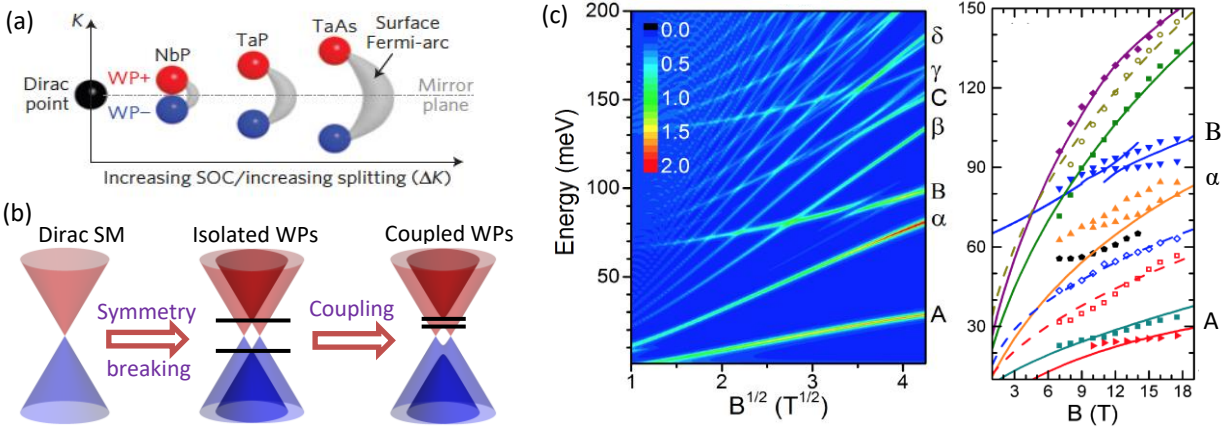 (a)
K
TaAs
Surface
Fermi-arc
TaP
NbP
Dirac
point
WP+
WP−
Mirror
plane
Increasing SOC/increasing splitting (ΔK)
(b)
Dirac SM
Isolated WPs
Coupled WPs
Symmetry
breaking
Coupling
(c)
Energy (meV)
200
150
100
50
0.0
0.5
1.0
1.5
2.0
δ
γ
C
β
B
α
A
1
2
3
4
B^1/2 (T^1/2)
150
120
90
60
30
B
α
A
3
6
9
12
15
18
B (T)